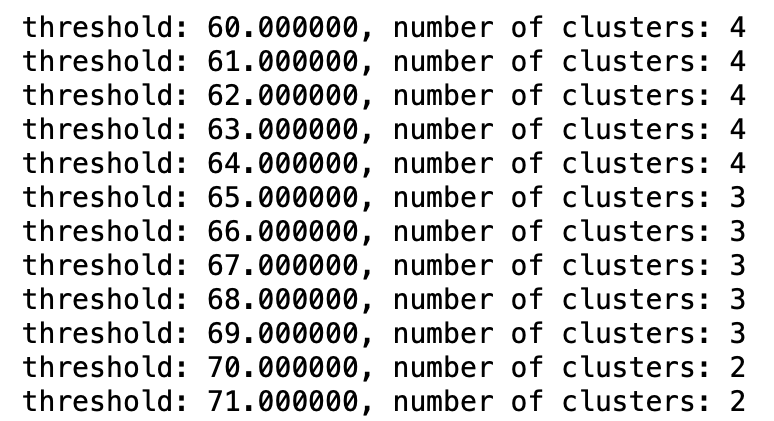 threshold: 60.000000, number of clusters: 4
threshold: 61.000000, number of clusters: 4
threshold: 62.000000, number of clusters: 4
threshold: 63.000000, number of clusters: 4
threshold: 64.000000, number of clusters: 4
threshold: 65.000000, number of clusters: 3
threshold: 66.000000, number of clusters: 3
threshold: 67.000000, number of clusters: 3
threshold: 68.000000, number of clusters: 3
threshold: 69.000000, number of clusters: 3
threshold: 70.000000, number of clusters: 2
threshold: 71.000000, number of clusters: 2